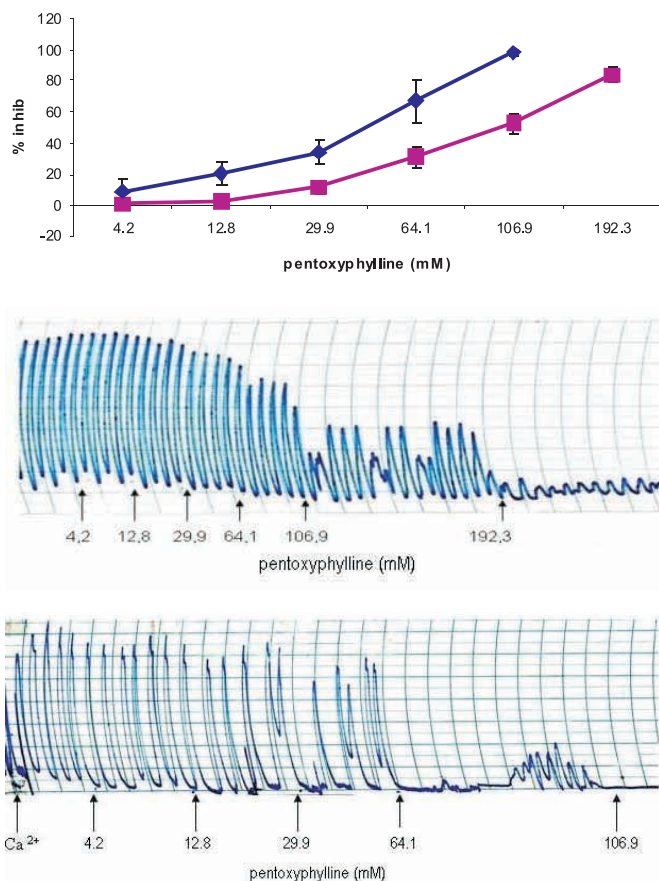 120
100
80
60
40
20
0
-20
% inhib
4.2 12.8 29.9 64.1 106.9 192.3
pentoxyphylline (mM)
4,2 12,8 29,9 64,1 106,9 192,3
pentoxyphylline (mM)
Ca 2+ 4.2 12.8 29.9 64.1 106.9
pentoxyphylline (mM)